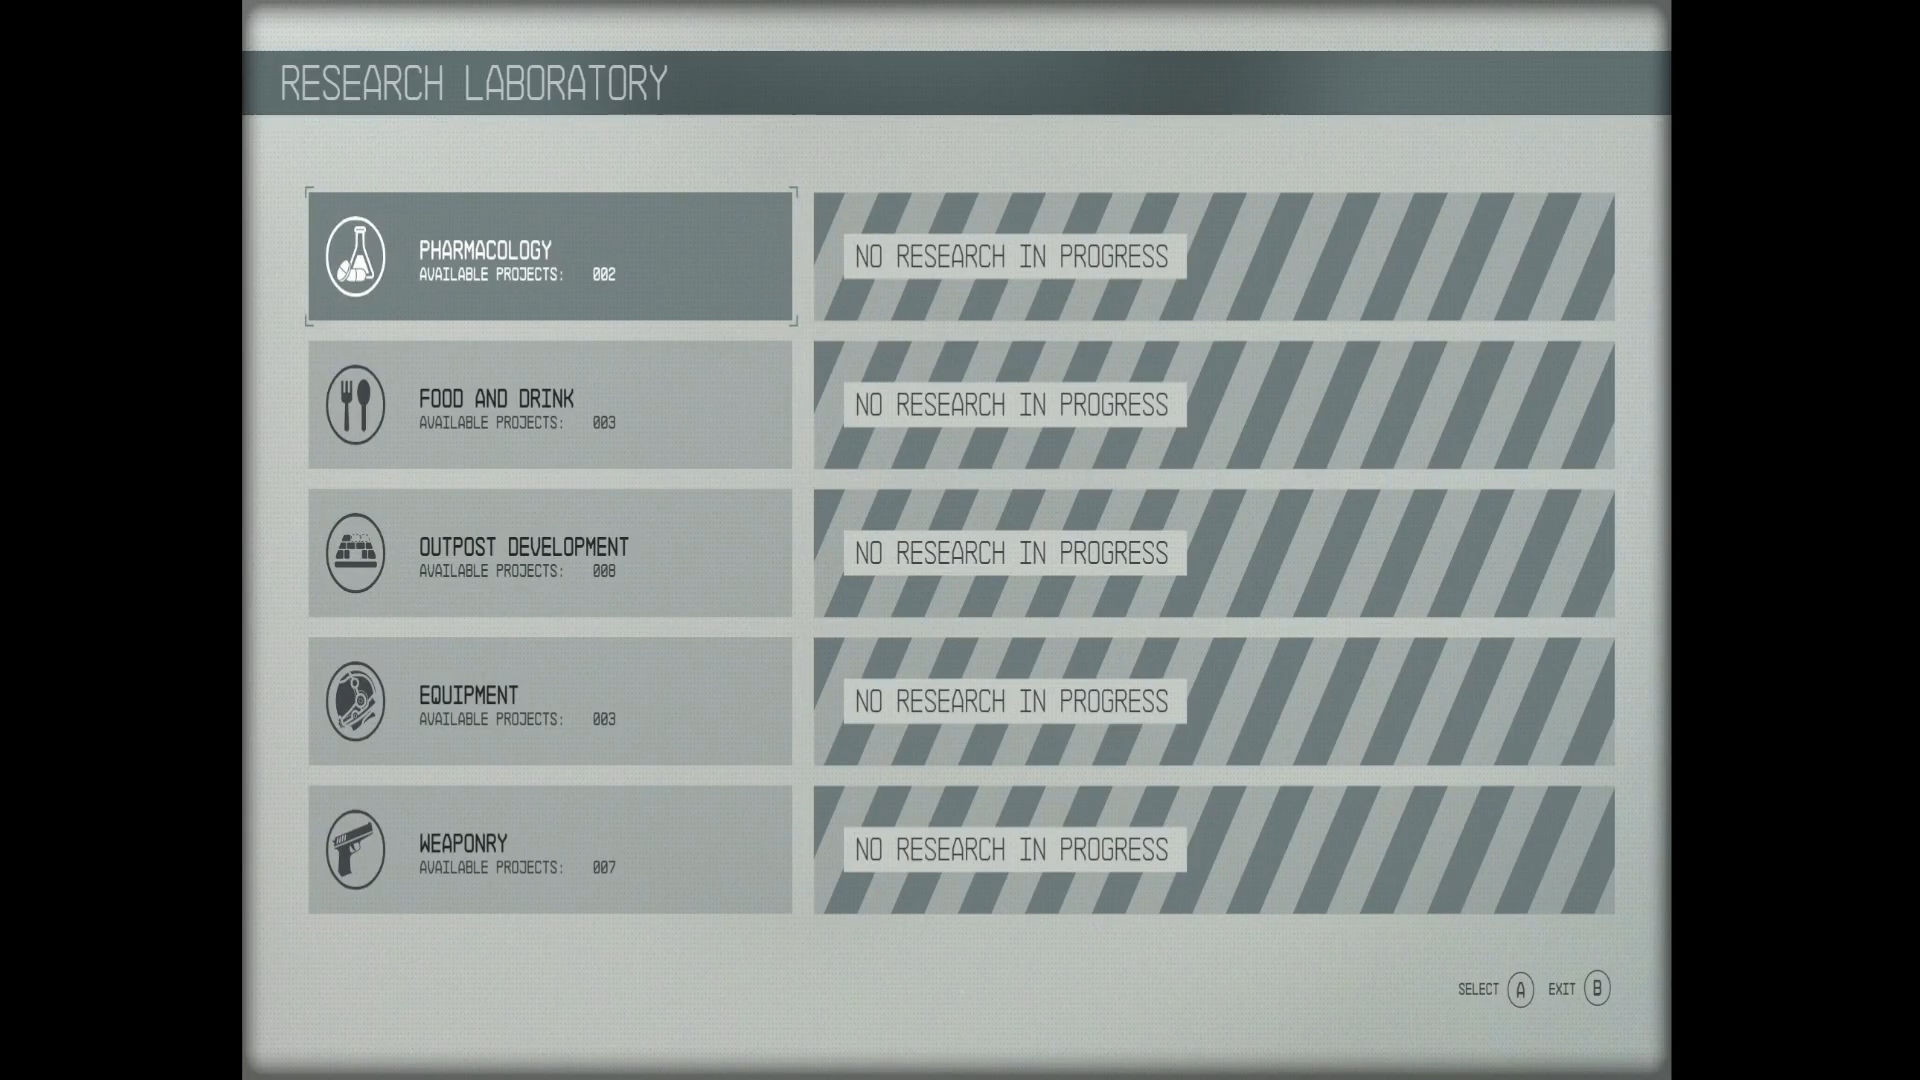 RESEARCH LABORATORY
PHARMACOLOGY
AVAILABLE PROJECTS: 002
NO RESEARCH IN PROGRESS
FOOD AND DRINK
AVAILABLE PROJECTS: 003
NO RESEARCH IN PROGRESS
OUTPOST DEVELOPMENT
AVAILABLE PROJECTS: 008
NO RESEARCH IN PROGRESS
EQUIPMENT
AVAILABLE PROJECTS: 003
NO RESEARCH IN PROGRESS
WEAPONRY
AVAILABLE PROJECTS: 007
NO RESEARCH IN PROGRESS
SELECT A EXIT B